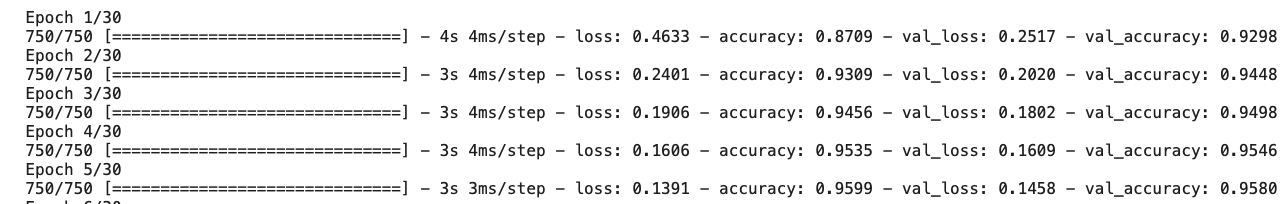 Epoch 1/30
750/750 [==============================] - 4s 4ms/step - loss: 0.4633 - accuracy: 0.8709 - val_loss: 0.2517 - val_accuracy: 0.9298
Epoch 2/30
750/750 [==============================] - 3s 4ms/step - loss: 0.2401 - accuracy: 0.9309 - val_loss: 0.2020 - val_accuracy: 0.9448
Epoch 3/30
750/750 [==============================] - 3s 4ms/step - loss: 0.1906 - accuracy: 0.9456 - val_loss: 0.1802 - val_accuracy: 0.9498
Epoch 4/30
750/750 [==============================] - 3s 4ms/step - loss: 0.1606 - accuracy: 0.9535 - val_loss: 0.1609 - val_accuracy: 0.9546
Epoch 5/30
750/750 [==============================] - 3s 3ms/step - loss: 0.1391 - accuracy: 0.9599 - val_loss: 0.1458 - val_accuracy: 0.9580